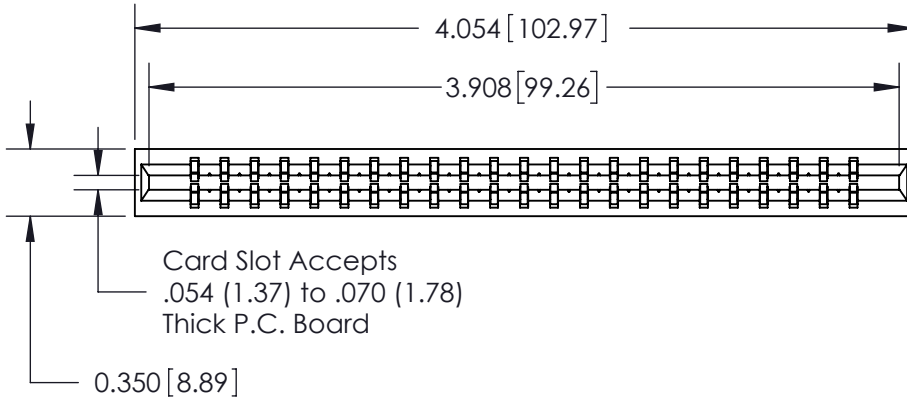 4.054 [102.97]
3.908 [99.26]
Card Slot Accepts
.054 (1.37) to .070 (1.78)
Thick P.C. Board
0.350 [8.89]